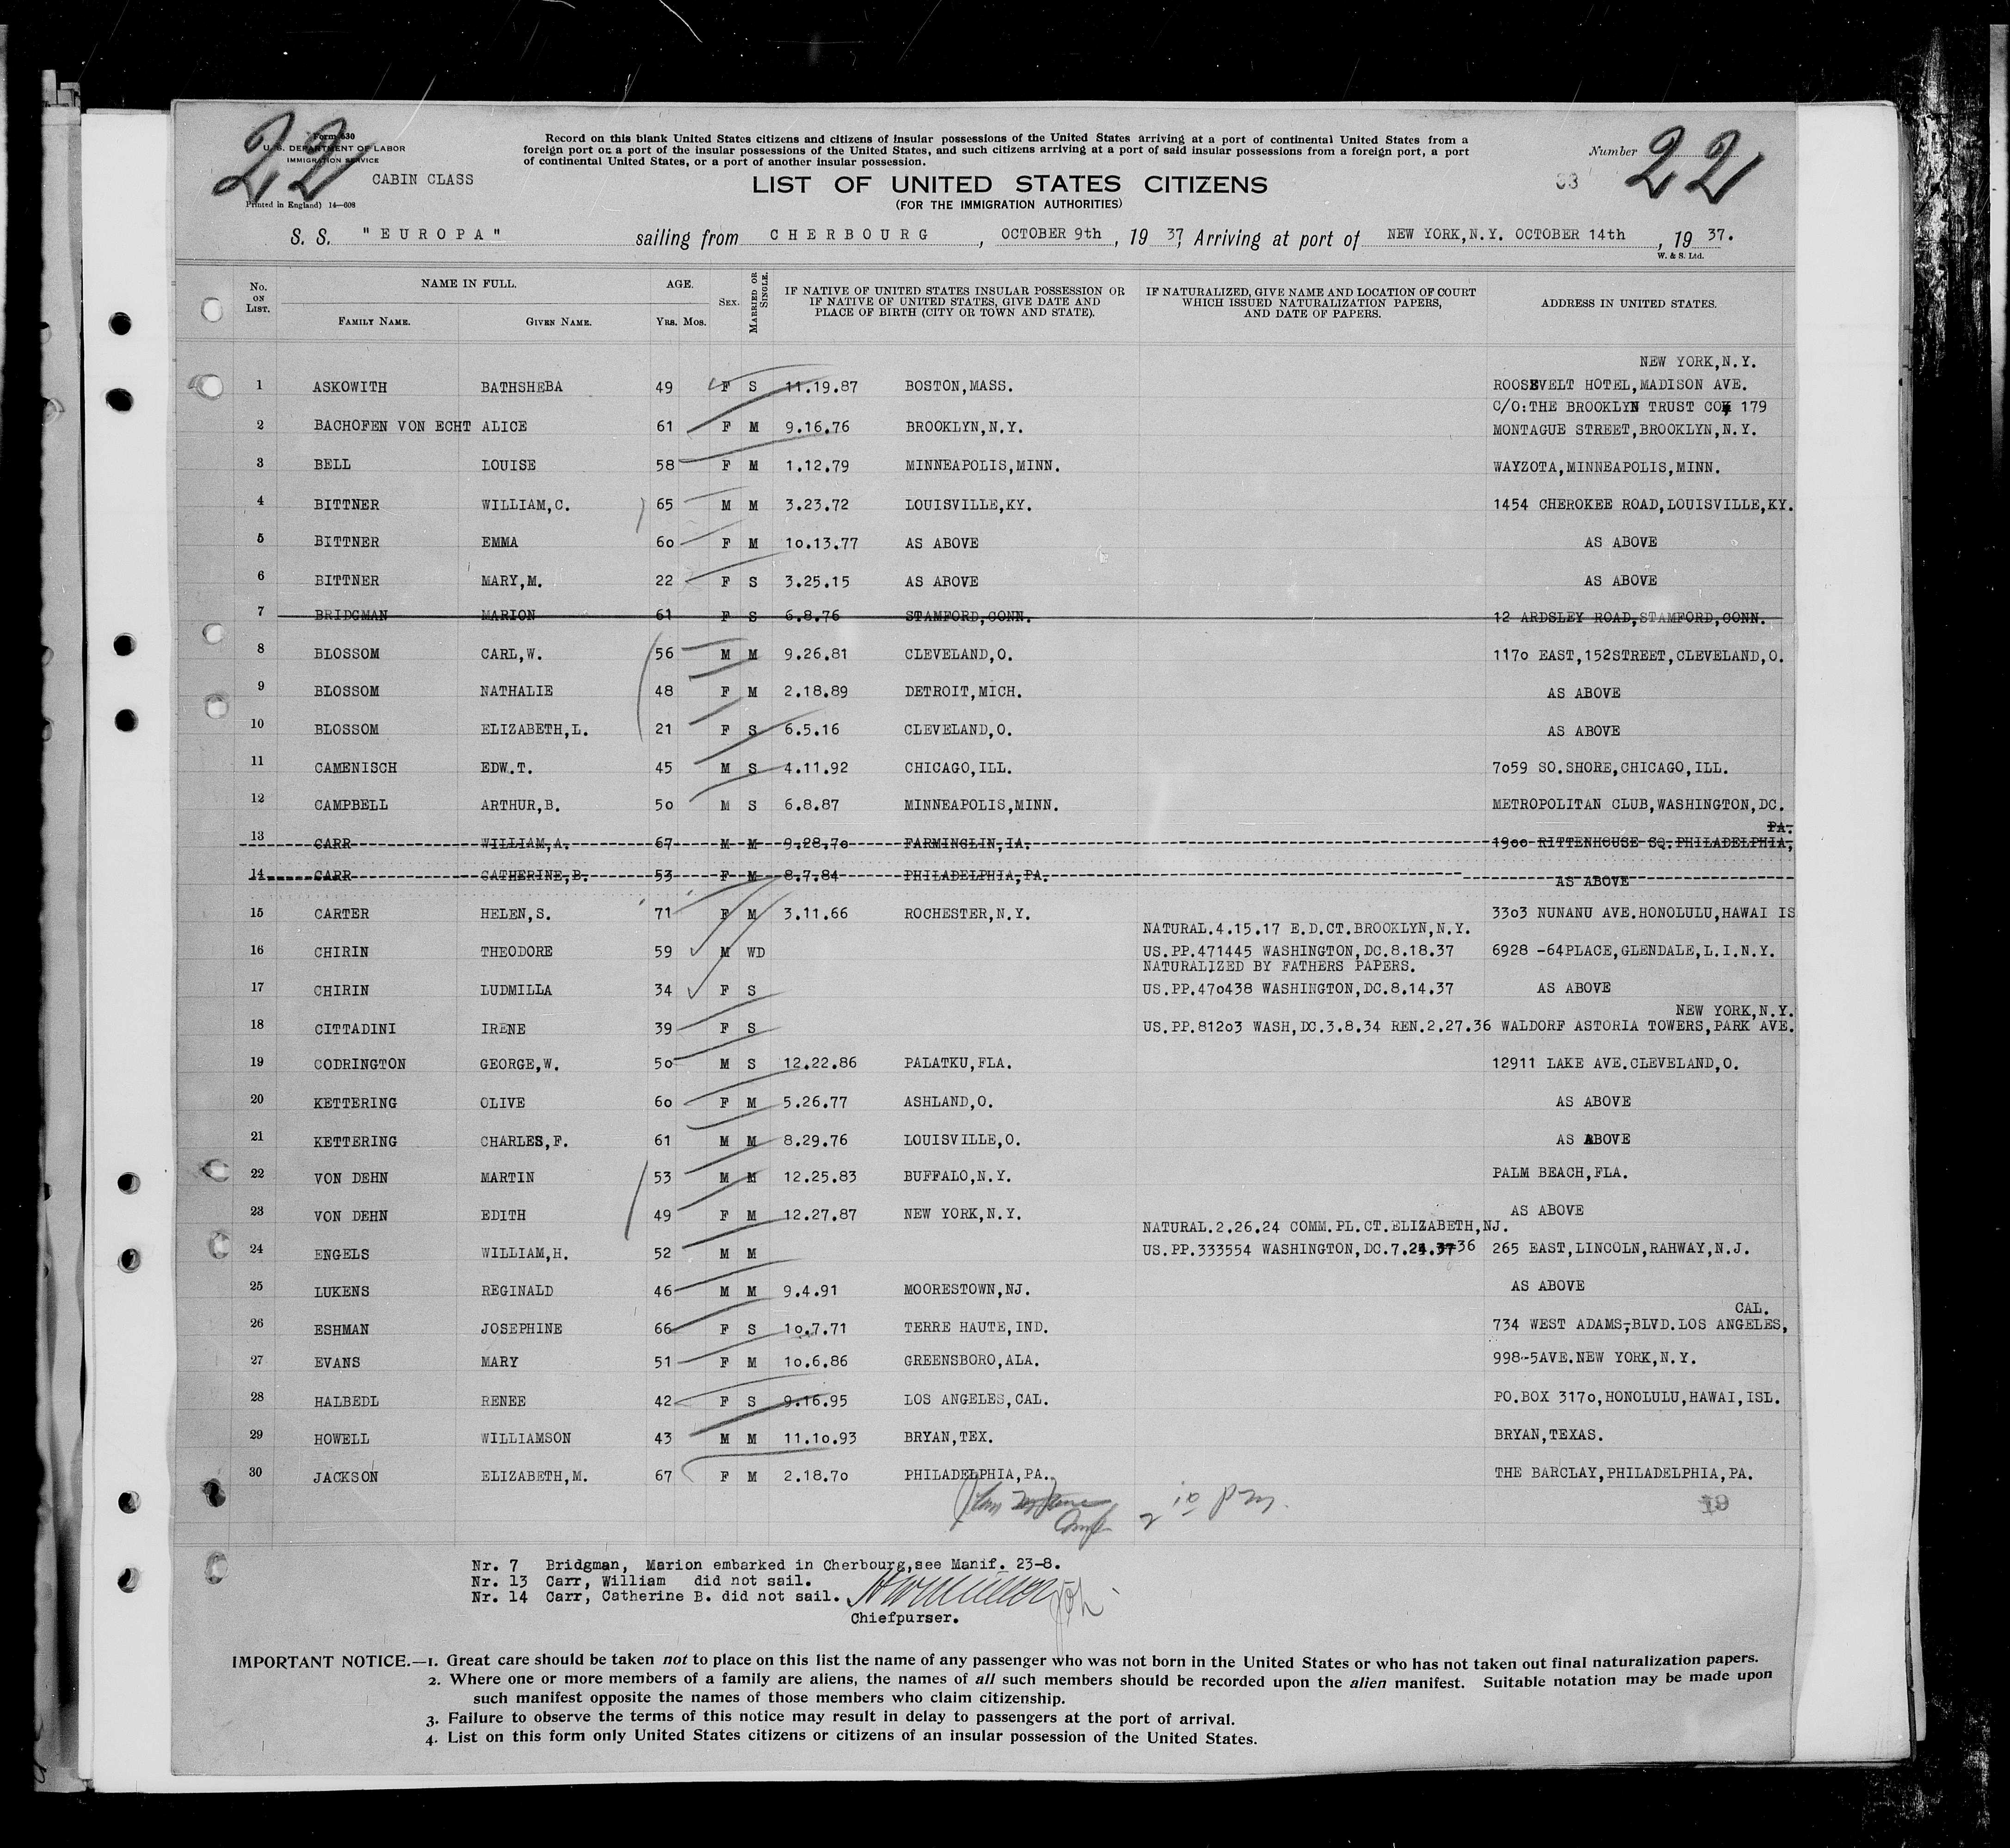 22
Form 630
U. S. DEPARTMENT OF LABOR
IMMIGRATION SERVICE
CABIN CLASS
Printed in England) 14—608
Record on this blank United States citizens and citizens of insular possessions of the United States arriving at a port of continental United States from a
foreign port or a port of the insular possessions of the United States, and such citizens arriving at a port of said insular possessions from a foreign port, a port
of continental United States, or a port of another insular possession.
Number 22
LIST OF UNITED STATES CITIZENS
(FOR THE IMMIGRATION AUTHORITIES)
S. S. "EUROPA" sailing from CHERBOURG, OCTOBER 9th, 19 37, Arriving at port of NEW YORK,N.Y. OCTOBER 14th, 19 37.
W. & S. Ltd.
No. ON LIST. NAME IN FULL. FAMILY NAME. GIVEN NAME. AGE. YRS. MOS. SEX. MARRIED OR SINGLE. IF NATIVE OF UNITED STATES INSULAR POSSESSION OR IF NATIVE OF UNITED STATES, GIVE DATE AND PLACE OF BIRTH (CITY OR TOWN AND STATE). IF NATURALIZED, GIVE NAME AND LOCATION OF COURT WHICH ISSUED NATURALIZATION PAPERS, AND DATE OF PAPERS. ADDRESS IN UNITED STATES.
NEW YORK,N.Y.
1 ASKOWITH BATHSHEBA 49 F S 11.19.87 BOSTON,MASS. ROOSEVELT HOTEL,MADISON AVE.
C/O:THE BROOKLYN TRUST CO, 179
2 BACHOFEN VON ECHT ALICE 61 F M 9.16.76 BROOKLYN,N.Y. MONTAGUE STREET,BROOKLYN,N.Y.
3 BELL LOUISE 58 F M 1.12.79 MINNEAPOLIS,MINN. WAYZOTA,MINNEAPOLIS,MINN.
4 BITTNER WILLIAM,C. 65 M M 3.23.72 LOUISVILLE,KY. 1454 CHEROKEE ROAD,LOUISVILLE,KY.
5 BITTNER EMMA 60 F M 10.13.77 AS ABOVE AS ABOVE
6 BITTNER MARY,M. 22 F S 3.25.15 AS ABOVE AS ABOVE
7 BRIDGMAN MARION 61 F S 6.8.76 STAMFORD,CONN. 12 ARDSLEY ROAD,STAMFORD,CONN.
8 BLOSSOM CARL,W. 56 M M 9.26.81 CLEVELAND,O. 1170 EAST,152STREET,CLEVELAND,O.
9 BLOSSOM NATHALIE 48 F M 2.18.89 DETROIT,MICH. AS ABOVE
10 BLOSSOM ELIZABETH,L. 21 F S 6.5.16 CLEVELAND,O. AS ABOVE
11 CAMENISCH EDW.T. 45 M S 4.11.92 CHICAGO,ILL. 7059 SO.SHORE,CHICAGO,ILL.
12 CAMPBELL ARTHUR,B. 50 M S 6.8.87 MINNEAPOLIS,MINN. METROPOLITAN CLUB,WASHINGTON,DC.
PA.
13 CARR WILLIAM,A. 67 M M 9.28.70 FARMINGLIN,IA. 1900 RITTENHOUSE SQ.PHILADELPHIA,
14 CARR CATHERINE,B. 53 F M 8.7.84 PHILADELPHIA,PA. AS ABOVE
15 CARTER HELEN,S. 71 F M 3.11.66 ROCHESTER,N.Y. 3303 NUNANU AVE.HONOLULU,HAWAI IS
NATURAL.4.15.17 E.D.CT.BROOKLYN,N.Y.
16 CHIRIN THEODORE 59 M WD US.PP.471445 WASHINGTON,DC.8.18.37 6928 -64PLACE,GLENDALE,L.I.N.Y.
NATURALIZED BY FATHERS PAPERS.
17 CHIRIN LUDMILLA 34 F S US.PP.470438 WASHINGTON,DC.8.14.37 AS ABOVE
NEW YORK,N.Y.
18 CITTADINI IRENE 39 F S US.PP.81203 WASH,DC.3.8.34 REN.2.27.36 WALDORF ASTORIA TOWERS,PARK AVE.
19 CODRINGTON GEORGE,W. 50 M S 12.22.86 PALATKU,FLA. 12911 LAKE AVE.CLEVELAND,O.
20 KETTERING OLIVE 60 F M 5.26.77 ASHLAND,O. AS ABOVE
21 KETTERING CHARLES,F. 61 M M 8.29.76 LOUISVILLE,O. AS ABOVE
22 VON DEHN MARTIN 53 M M 12.25.83 BUFFALO,N.Y. PALM BEACH,FLA.
23 VON DEHN EDITH 49 F M 12.27.87 NEW YORK,N.Y. AS ABOVE
NATURAL.2.26.24 COMM.PL.CT.ELIZABETH,NJ.
24 ENGELS WILLIAM,H. 52 M M US.PP.333554 WASHINGTON,DC.7.24.37 36 265 EAST,LINCOLN,RAHWAY,N.J.
25 LUKENS REGINALD 46 M M 9.4.91 MOORESTOWN,NJ. AS ABOVE
CAL.
26 ESHMAN JOSEPHINE 66 F S 10.7.71 TERRE HAUTE,IND. 734 WEST ADAMS,BLVD.LOS ANGELES,
27 EVANS MARY 51 F M 10.6.86 GREENSBORO,ALA. 998-5AVE.NEW YORK,N.Y.
28 HALBEDL RENEE 42 F S 9.16.95 LOS ANGELES,CAL. PO.BOX 3170,HONOLULU,HAWAI,ISL.
29 HOWELL WILLIAMSON 43 M M 11.10.93 BRYAN,TEX. BRYAN,TEXAS.
30 JACKSON ELIZABETH,M. 67 F M 2.18.70 PHILADELPHIA,PA. THE BARCLAY,PHILADELPHIA,PA.
19
Nr. 7 Bridgman, Marion embarked in Cherbourg,see Manif. 23-8.
Nr. 13 Carr, William did not sail.
Nr. 14 Carr, Catherine B. did not sail.
Chiefpurser.
IMPORTANT NOTICE.—1. Great care should be taken not to place on this list the name of any passenger who was not born in the United States or who has not taken out final naturalization papers.
2. Where one or more members of a family are aliens, the names of all such members should be recorded upon the alien manifest. Suitable notation may be made upon
such manifest opposite the names of those members who claim citizenship.
3. Failure to observe the terms of this notice may result in delay to passengers at the port of arrival.
4. List on this form only United States citizens or citizens of an insular possession of the United States.